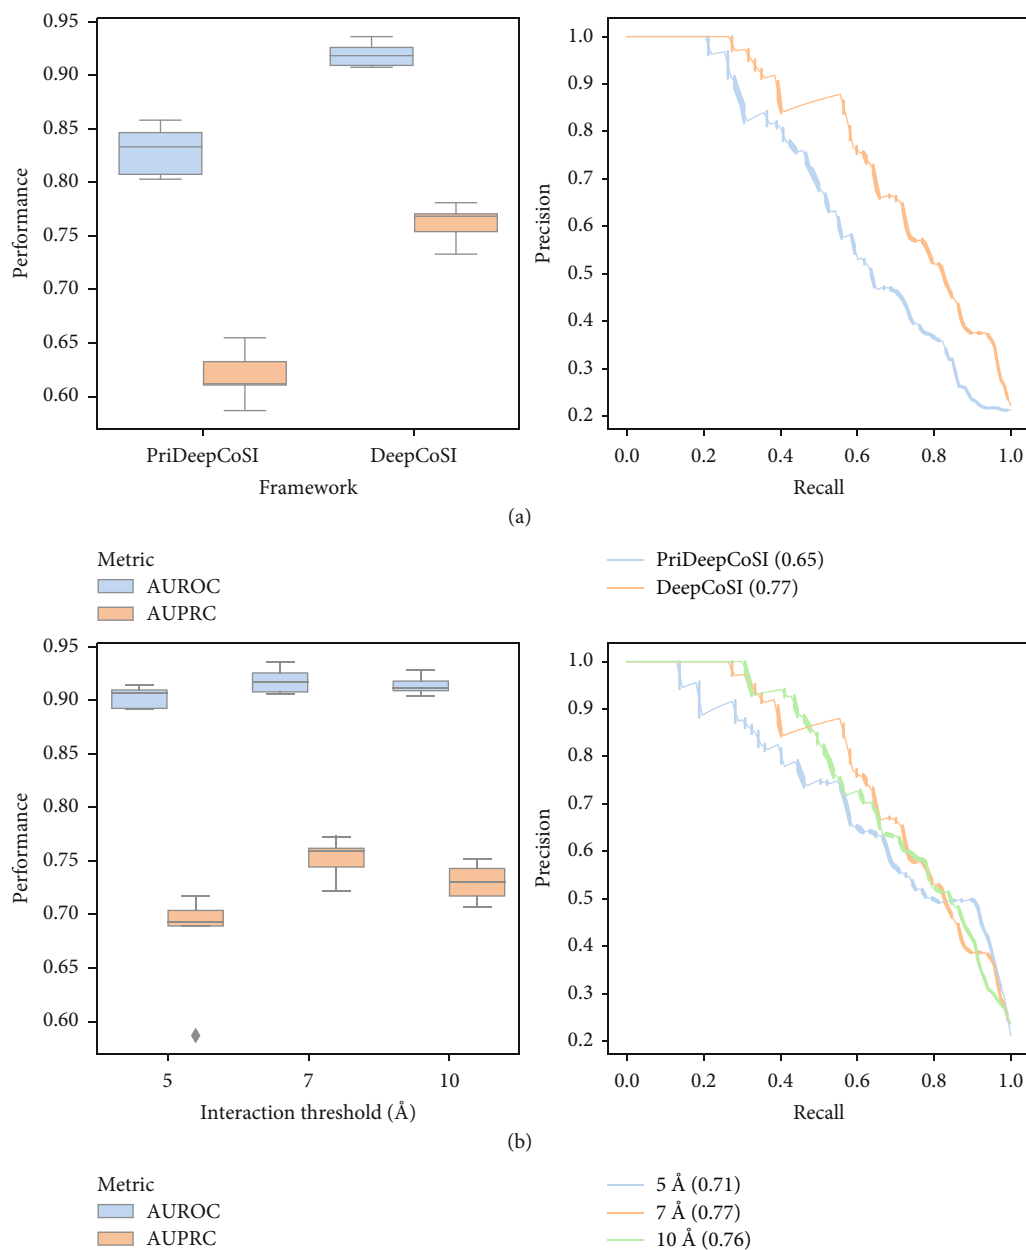 0.95
0.90
0.85
0.80
0.75
0.70
0.65
0.60
Performance
PriDeepCoSI
DeepCoSI
Framework
1.0
0.9
0.8
0.7
0.6
0.5
0.4
0.3
0.2
Precision
0.0 0.2 0.4 0.6 0.8 1.0
Recall
(a)
Metric
AUROC
AUPRC
PriDeepCoSI (0.65)
DeepCoSI (0.77)
0.95
0.90
0.85
0.80
0.75
0.70
0.65
0.60
Performance
5 7 10
Interaction threshold (Å)
1.0
0.9
0.8
0.7
0.6
0.5
0.4
0.3
0.2
Precision
0.0 0.2 0.4 0.6 0.8 1.0
Recall
(b)
Metric
AUROC
AUPRC
5 Å (0.71)
7 Å (0.77)
10 Å (0.76)